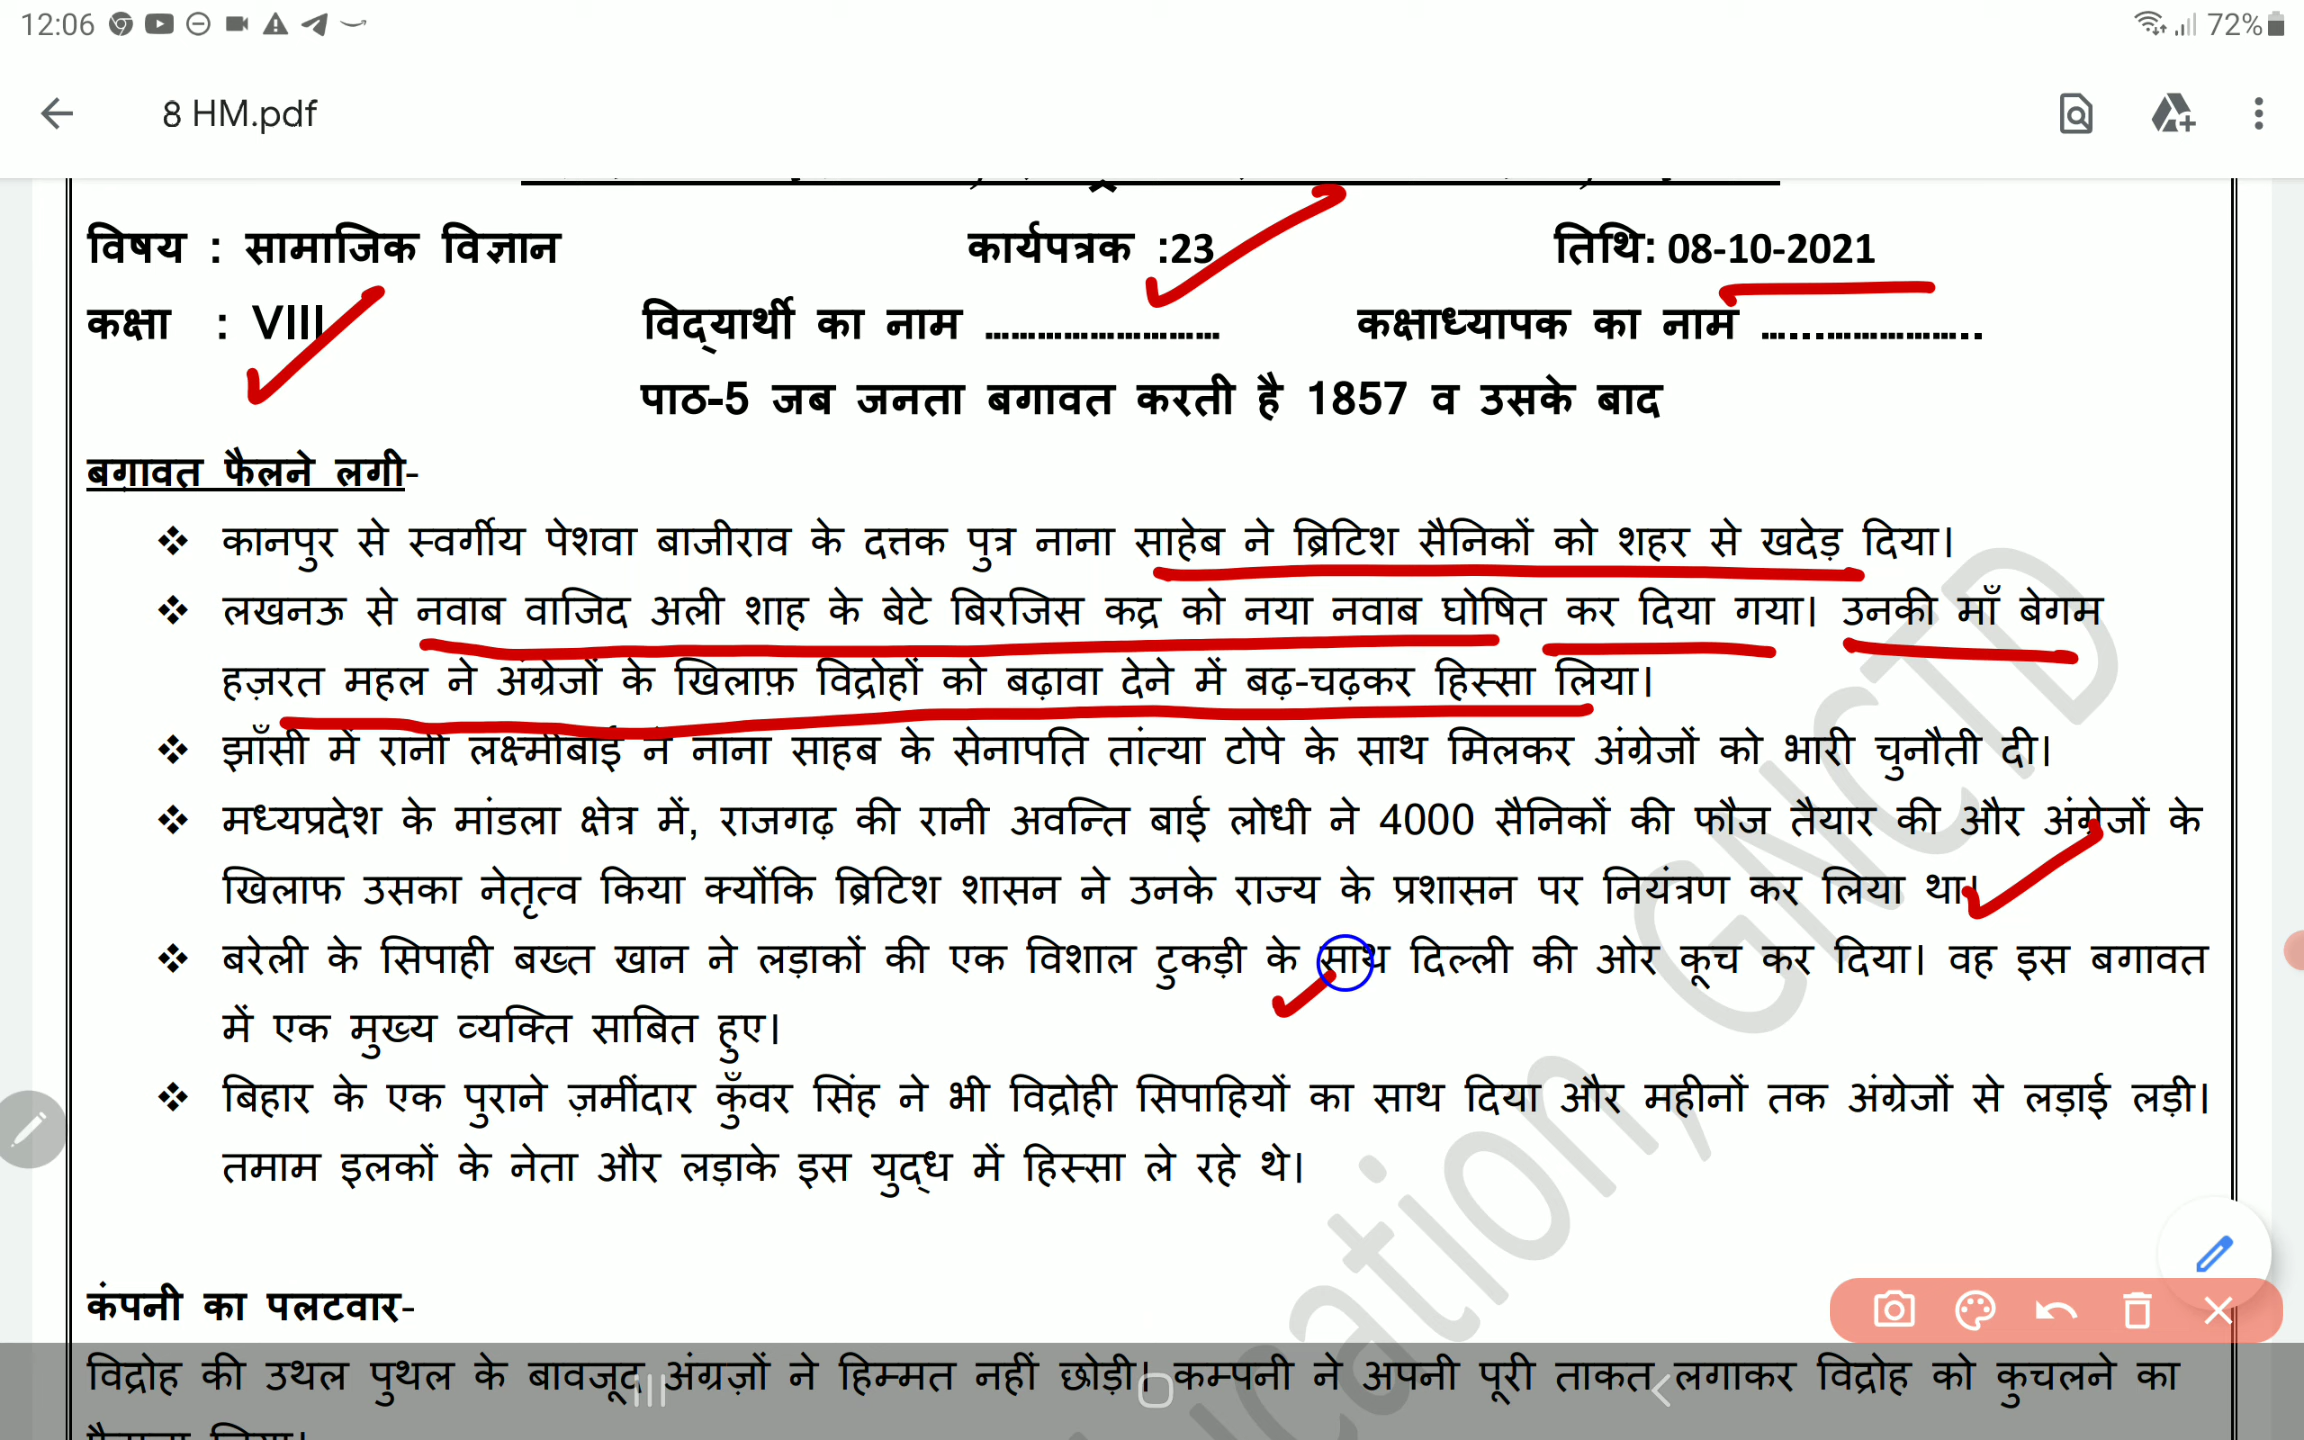 12:06 72%
8 HM.pdf
विषय : सामाजिक विज्ञान कार्यपत्रक :23 तिथि: 08-10-2021
कक्षा : VIII विद्यार्थी का नाम ........................... कक्षाध्यापक का नाम ..........................
पाठ-5 जब जनता बगावत करती है 1857 व उसके बाद
बग़ावत फैलने लगी-
❖ कानपुर से स्वर्गीय पेशवा बाजीराव के दत्तक पुत्र नाना साहेब ने ब्रिटिश सैनिकों को शहर से खदेड़ दिया।
❖ लखनऊ से नवाब वाजिद अली शाह के बेटे बिरजिस कद्र को नया नवाब घोषित कर दिया गया। उनकी माँ बेगम
हज़रत महल ने अंग्रेजों के खिलाफ़ विद्रोहों को बढ़ावा देने में बढ़-चढ़कर हिस्सा लिया।
❖ झाँसी में रानी लक्ष्मीबाई ने नाना साहब के सेनापति तांत्या टोपे के साथ मिलकर अंग्रेजों को भारी चुनौती दी।
❖ मध्यप्रदेश के मांडला क्षेत्र में, राजगढ़ की रानी अवन्ति बाई लोधी ने 4000 सैनिकों की फौज तैयार की और अंग्रेजों के
खिलाफ उसका नेतृत्व किया क्योंकि ब्रिटिश शासन ने उनके राज्य के प्रशासन पर नियंत्रण कर लिया था।
❖ बरेली के सिपाही बख्त खान ने लड़ाकों की एक विशाल टुकड़ी के साथ दिल्ली की ओर कूच कर दिया। वह इस बगावत
में एक मुख्य व्यक्ति साबित हुए।
❖ बिहार के एक पुराने ज़मींदार कुँवर सिंह ने भी विद्रोही सिपाहियों का साथ दिया और महीनों तक अंग्रेजों से लड़ाई लड़ी।
तमाम इलकों के नेता और लड़ाके इस युद्ध में हिस्सा ले रहे थे।
कंपनी का पलटवार-
विद्रोह की उथल पुथल के बावजूद अंग्रज़ों ने हिम्मत नहीं छोड़ी। कम्पनी ने अपनी पूरी ताकत लगाकर विद्रोह को कुचलने का
ucation, GNCTD